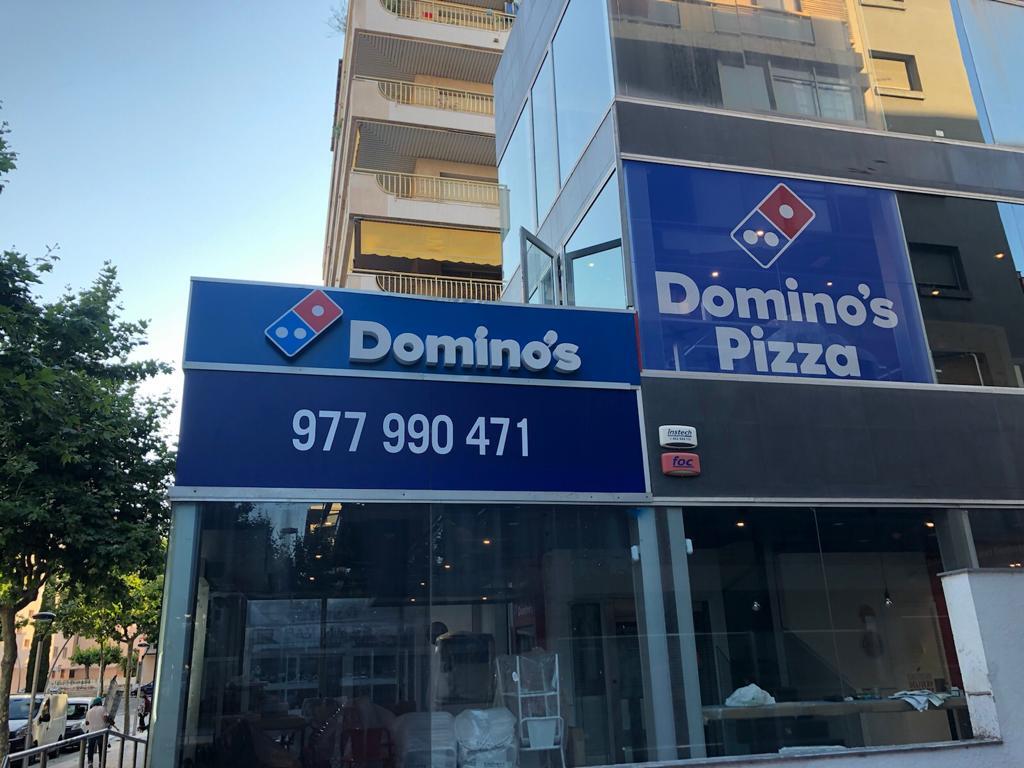 Domino's
Pizza
Domino's
977 990 471
instech
foc